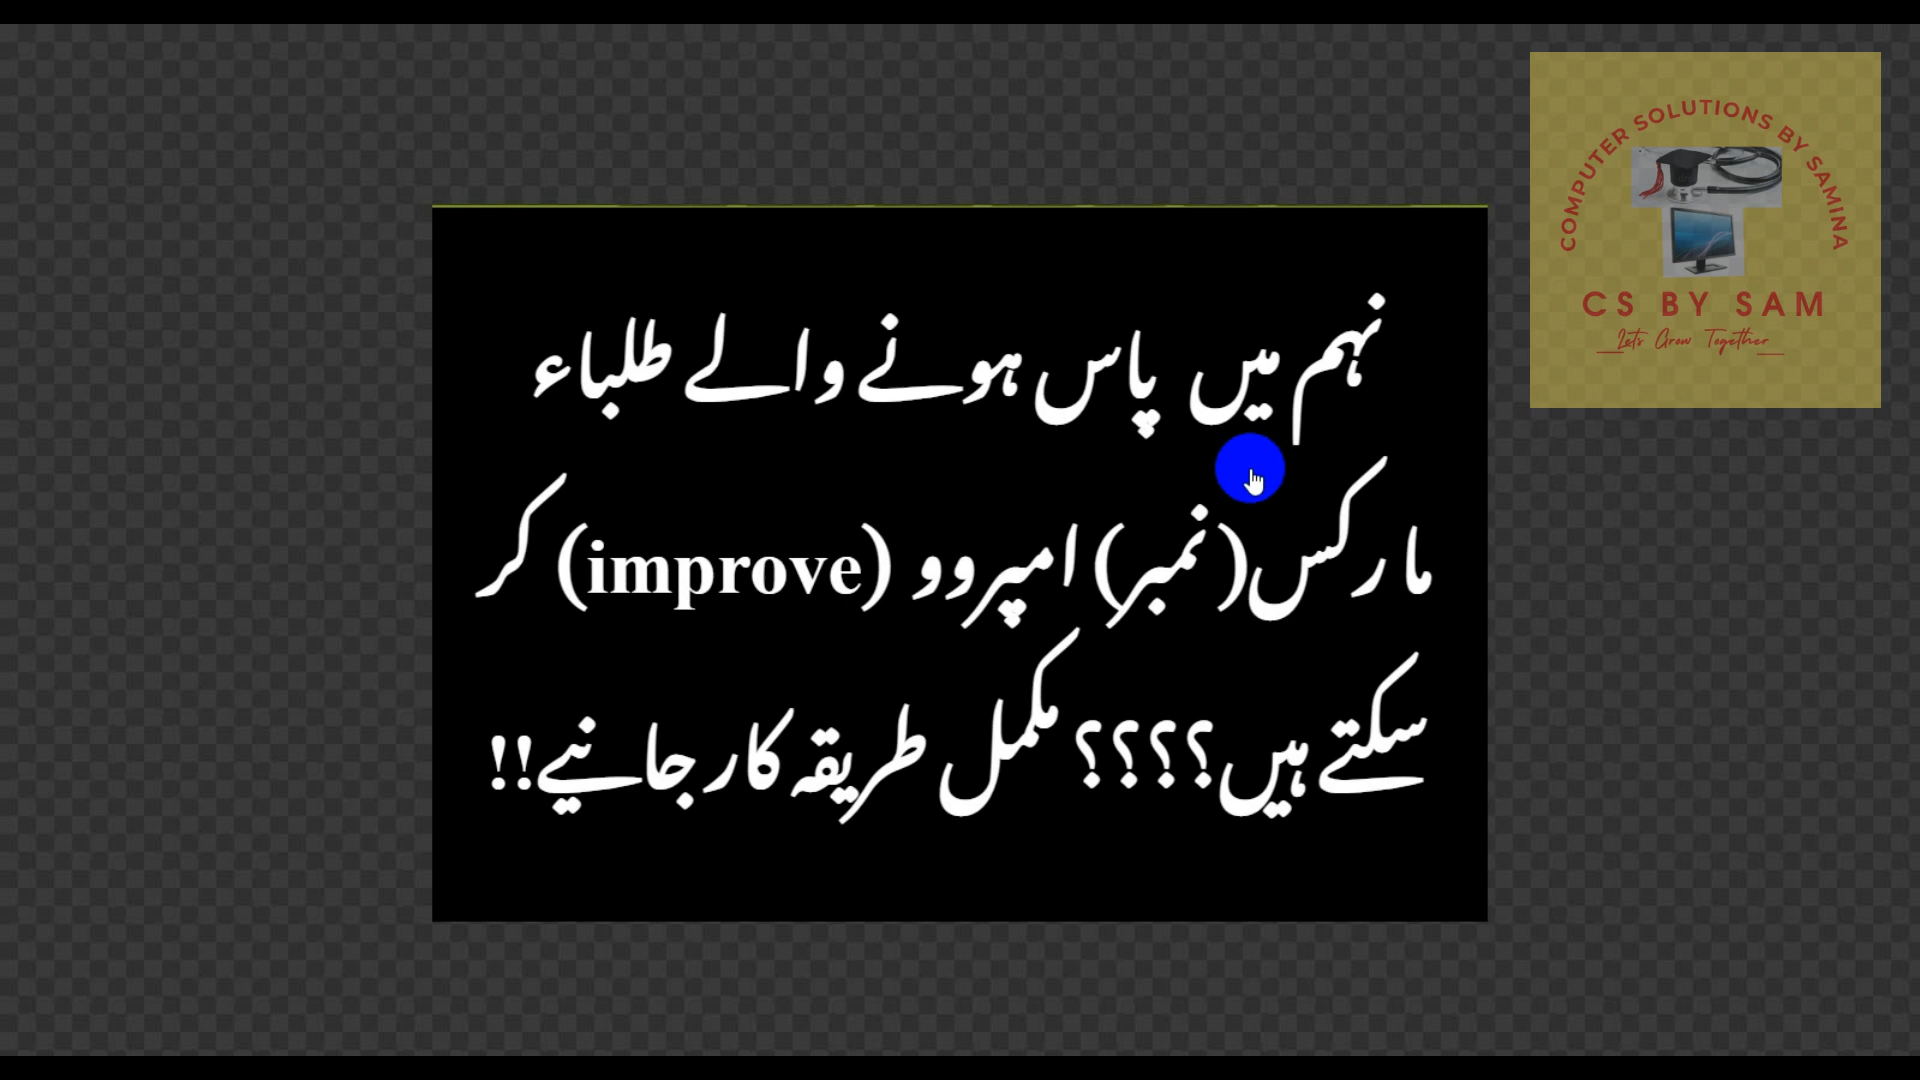 نہم میں پاس ہونے والے طلباء
مارکس(نمبر) امپروو (improve) کر
سکتے ہیں؟؟؟؟ مکمل طریقہ کار جانیے!!
COMPUTER SOLUTIONS BY SAMINA
CS BY SAM
Lets Grow Together